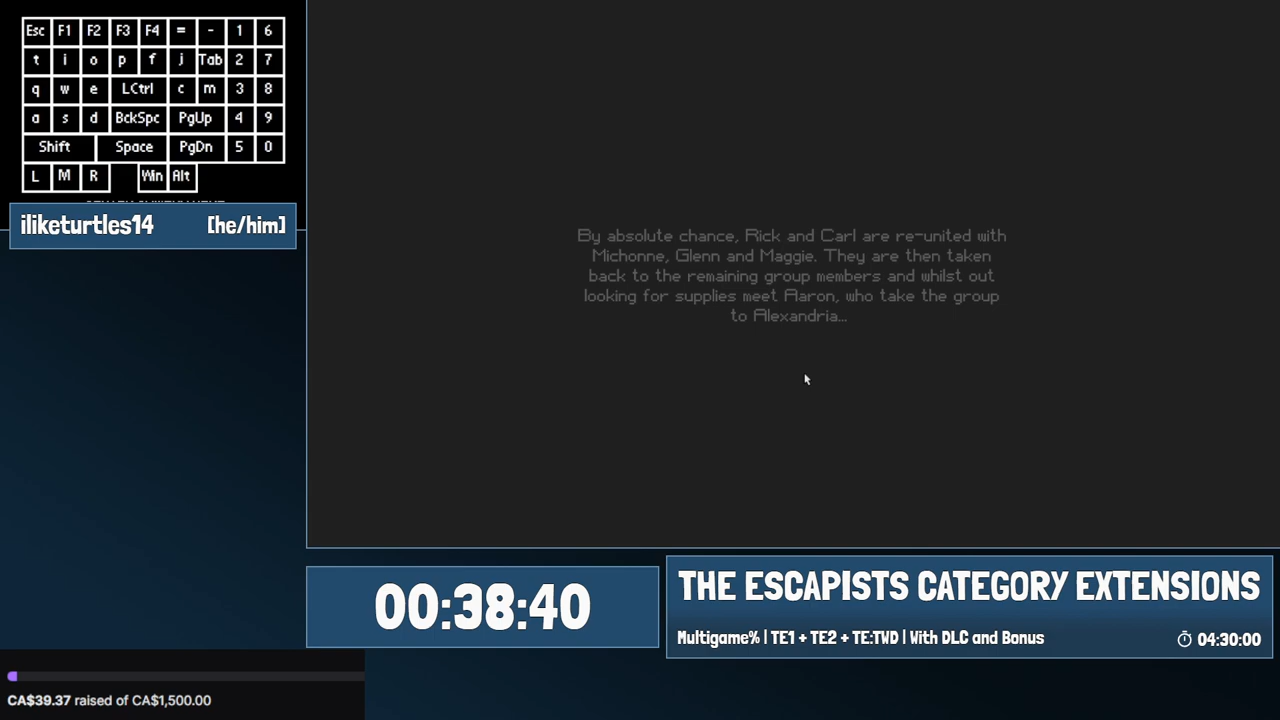 Esc F1 F2 F3 F4 = - 1 6
t i o p f j Tab 2 7
q w e LCtrl c m 3 8
a s d BckSpc PgUp 4 9
Shift Space PgDn 5 0
L M R Win Alt
iliketurtles14 [he/him]
By absolute chance, Rick and Carl are re-united with
Michonne, Glenn and Maggie. They are then taken
back to the remaining group members and whilst out
looking for supplies meet Aaron, who take the group
to Alexandria...
00:38:40
THE ESCAPISTS CATEGORY EXTENSIONS
Multigame% | TE1 + TE2 + TE:TWD | With DLC and Bonus 04:30:00
CA$39.37 raised of CA$1,500.00